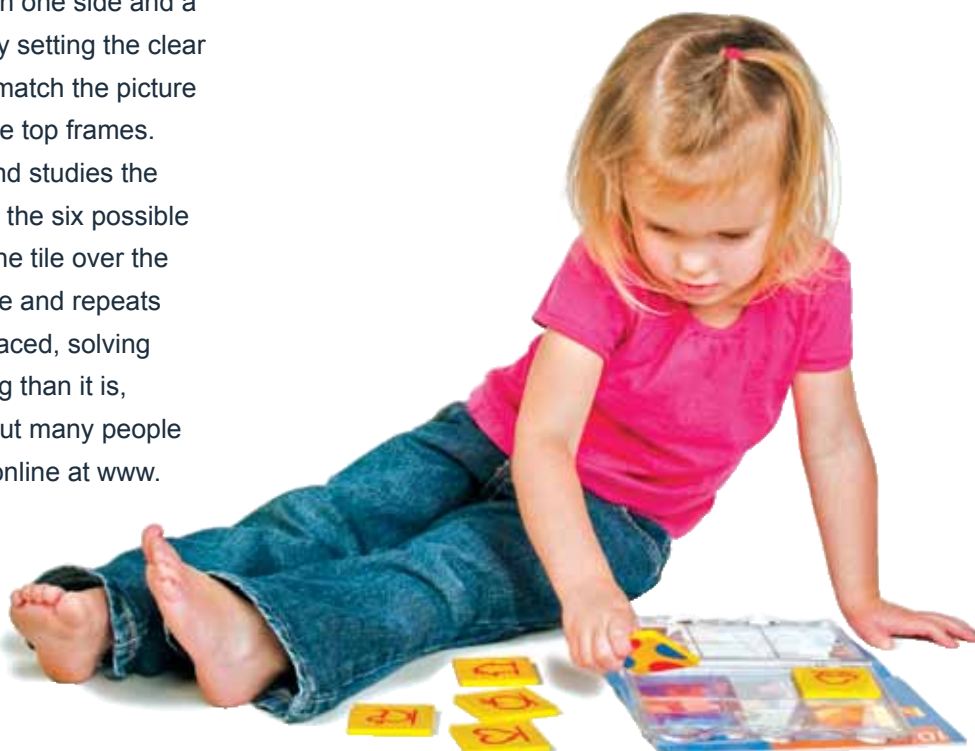 n one side and a
y setting the clear
match the picture
e top frames.
nd studies the
the six possible
ne tile over the
e and repeats
aced, solving
g than it is,
ut many people
online at www.